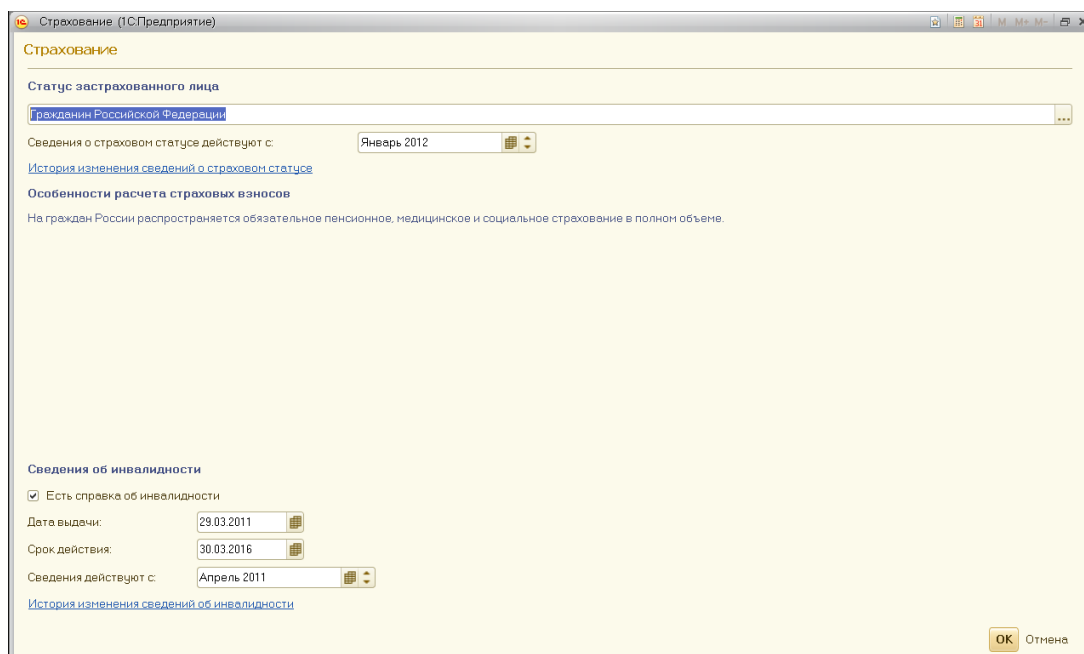 Страхование (1С:Предприятие)
M M+ M-
Страхование
Статус застрахованного лица
Гражданин Российской Федерации
...
Сведения о страховом статусе действуют с: Январь 2012
История изменения сведений о страховом статусе
Особенности расчета страховых взносов
На граждан России распространяется обязательное пенсионное, медицинское и социальное страхование в полном объеме.
Сведения об инвалидности
Есть справка об инвалидности
Дата выдачи: 29.03.2011
Срок действия: 30.03.2016
Сведения действуют с: Апрель 2011
История изменения сведений об инвалидности
OK Отмена